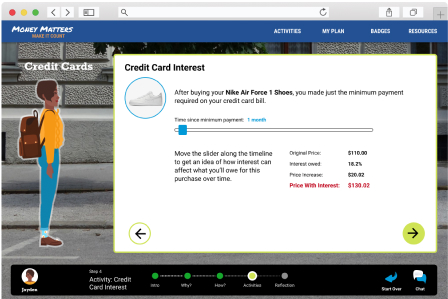 MONEY MATTERS
MAKE IT COUNT
ACTIVITIES MY PLAN BADGES RESOURCES
Credit Cards
Credit Card Interest
After buying your Nike Air Force 1 Shoes, you made just the minimum payment
required on your credit card bill.
Time since minimum payment: 1 month
Move the slider along the timeline
to get an idea of how interest can
affect what you'll owe for this
purchase over time.
Original Price: $110.00
Interest owed: 18.2%
Price Increase: $20.02
Price With Interest: $130.02
Jaydon
Step 4
Activity: Credit
Card Interest
Intro Why? How? Activities Reflection
Start Over Chat